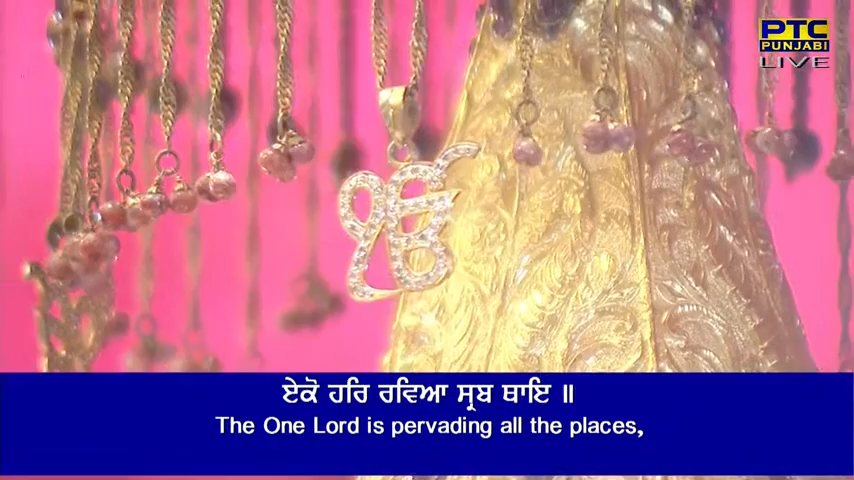 PTC
PUNJABI
LIVE
ੴ
ਏਕੋ ਹਰਿ ਰਵਿਆ ਸ੍ਰਬ ਥਾਇ ॥
The One Lord is pervading all the places,